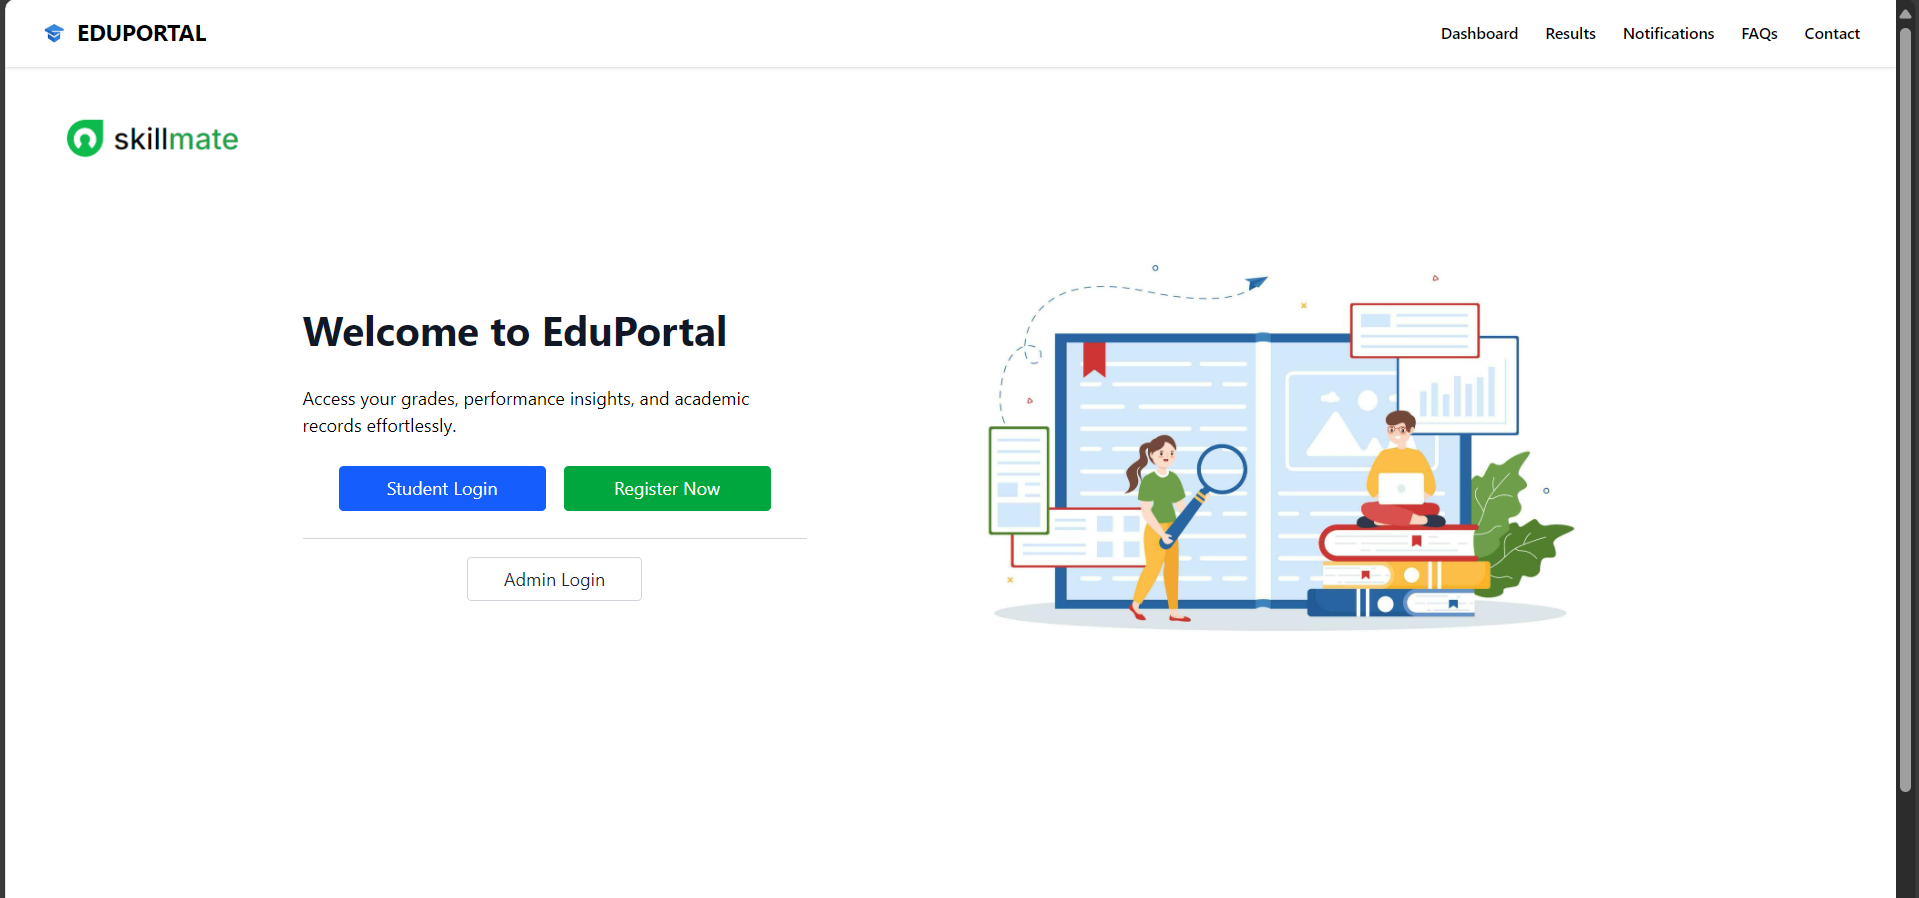 EDUPORTAL
Dashboard Results Notifications FAQs Contact
skillmate
Welcome to EduPortal
Access your grades, performance insights, and academic
records effortlessly.
Student Login Register Now
Admin Login